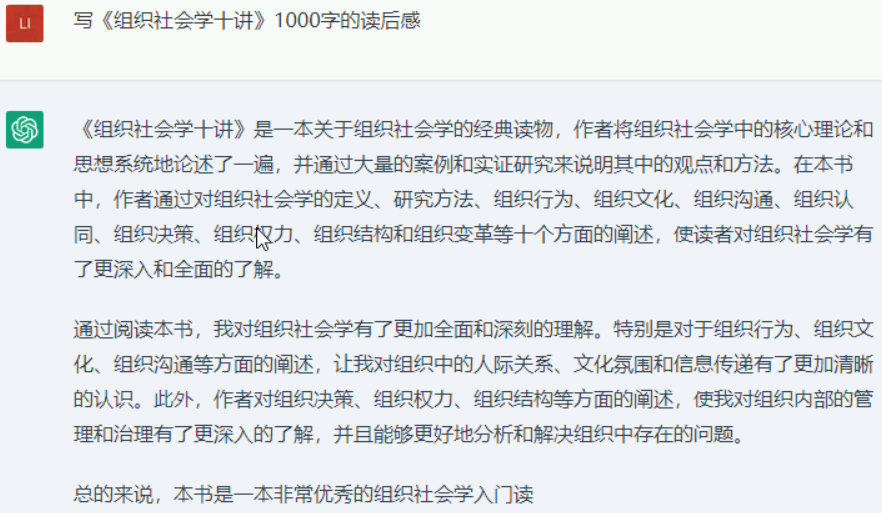 LI
写《组织社会学十讲》1000字的读后感
《组织社会学十讲》是一本关于组织社会学的经典读物，作者将组织社会学中的核心理论和
思想系统地论述了一遍，并通过大量的案例和实证研究来说明其中的观点和方法。在本书
中，作者通过对组织社会学的定义、研究方法、组织行为、组织文化、组织沟通、组织认
同、组织决策、组织权力、组织结构和组织变革等十个方面的阐述，使读者对组织社会学有
了更深入和全面的了解。
通过阅读本书，我对组织社会学有了更加全面和深刻的理解。特别是对于组织行为、组织文
化、组织沟通等方面的阐述，让我对组织中的人际关系、文化氛围和信息传递有了更加清晰
的认识。此外，作者对组织决策、组织权力、组织结构等方面的阐述，使我对组织内部的管
理和治理有了更深入的了解，并且能够更好地分析和解决组织中存在的问题。
总的来说，本书是一本非常优秀的组织社会学入门读